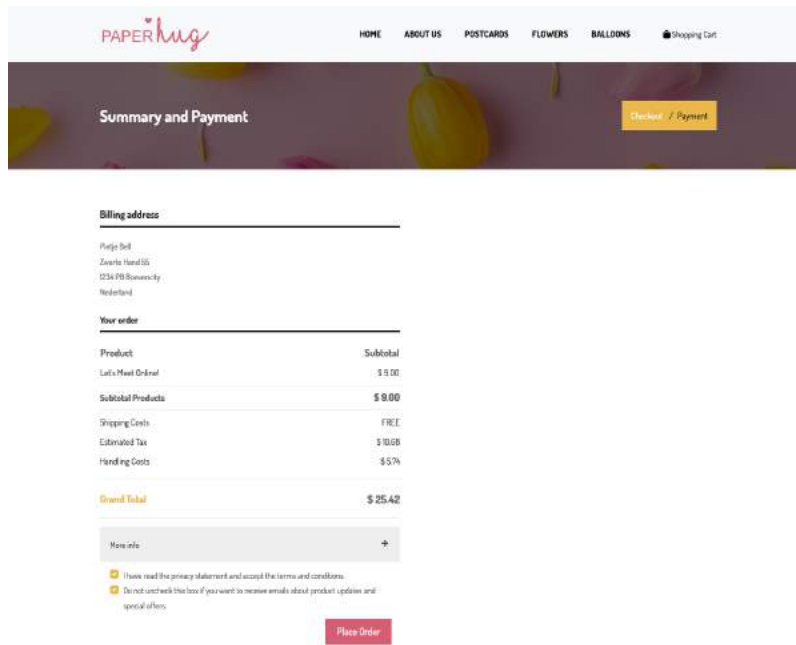 PAPER hug
HOME ABOUT US POSTCARDS FLOWERS BALLOONS Shopping Cart
Summary and Payment
Checkout / Payment
Billing address
Pietje Bell
Zwarte Hand 55
1234 PB Boevencity
Nederland
Your order
Product Subtotal
Let's Meet Online! $ 9.00
Subtotal Products $ 9.00
Shipping Costs FREE
Estimated Tax $ 10.68
Handling Costs $ 5.74
Grand Total $ 25.42
More info +
I have read the privacy statement and accept the terms and conditions.
Do not uncheck this box if you want to receive emails about product updates and
special offers.
Place Order